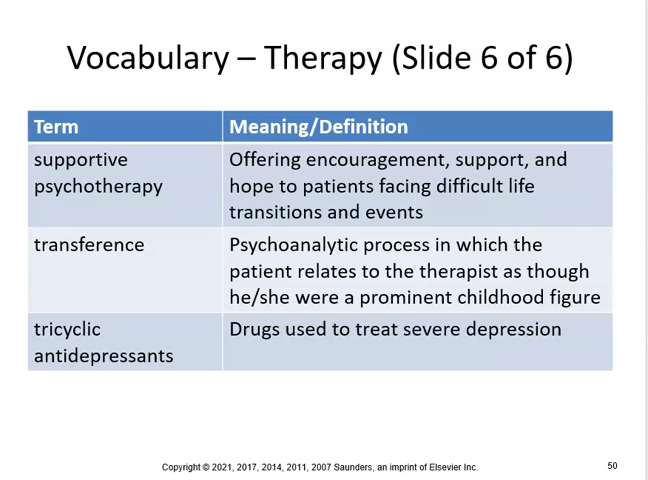 Vocabulary – Therapy (Slide 6 of 6)
Term
Meaning/Definition
supportive
psychotherapy
Offering encouragement, support, and
hope to patients facing difficult life
transitions and events
transference
Psychoanalytic process in which the
patient relates to the therapist as though
he/she were a prominent childhood figure
tricyclic
antidepressants
Drugs used to treat severe depression
Copyright © 2021, 2017, 2014, 2011, 2007 Saunders, an imprint of Elsevier Inc.
50